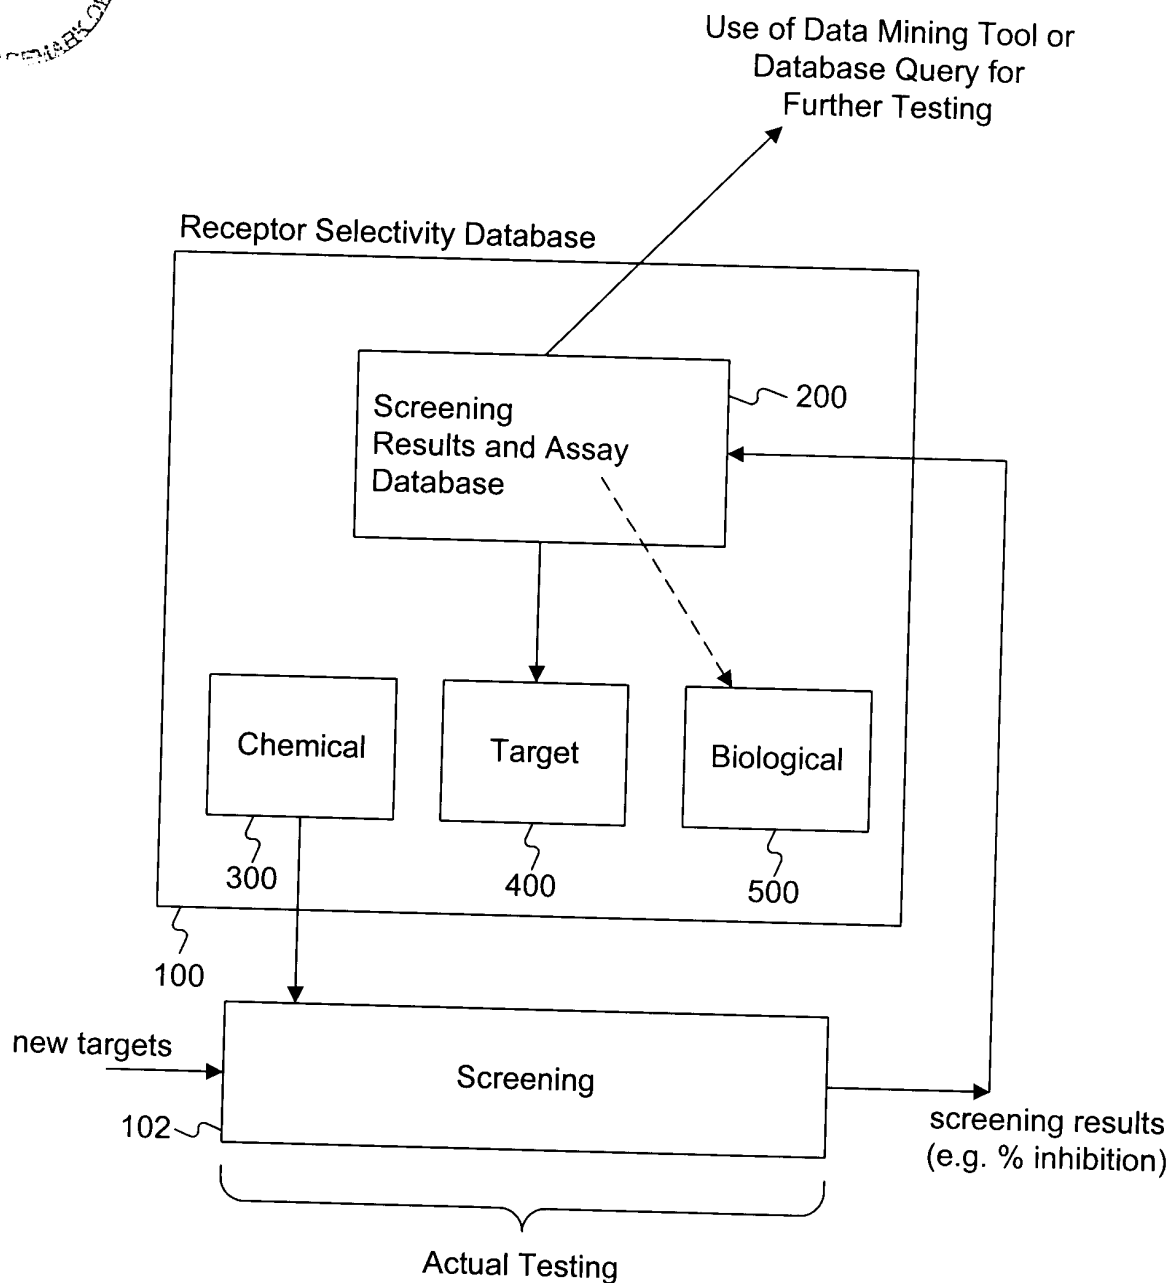 Use of Data Mining Tool or
Database Query for
Further Testing
Receptor Selectivity Database
Screening
Results and Assay
Database
200
Chemical
Target
Biological
300
400
500
100
new targets
Screening
102
screening results
(e.g. % inhibition)
Actual Testing